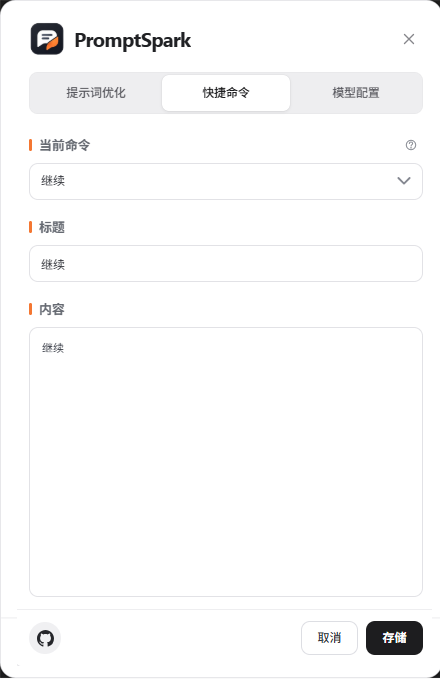 PromptSpark
提示词优化 快捷命令 模型配置
当前命令
继续
标题
继续
内容
继续
取消 存储